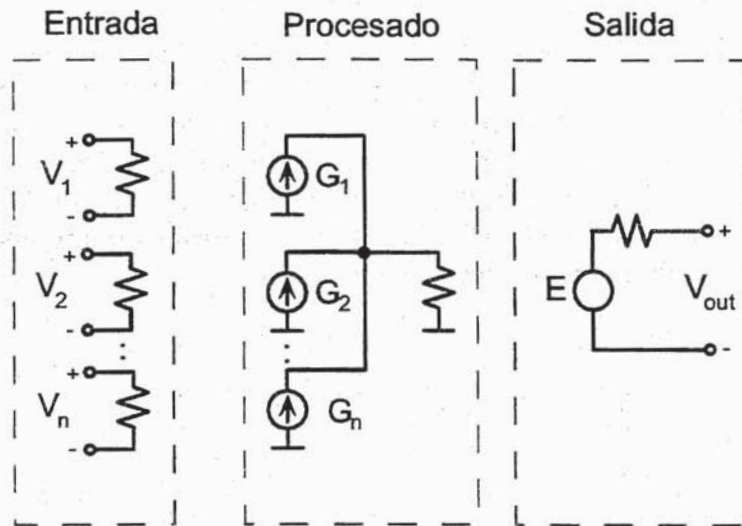 Entrada Procesado Salida
+
V1
-
+
V2
-
+
Vn
-
G1
G2
Gn
E
+
Vout
-